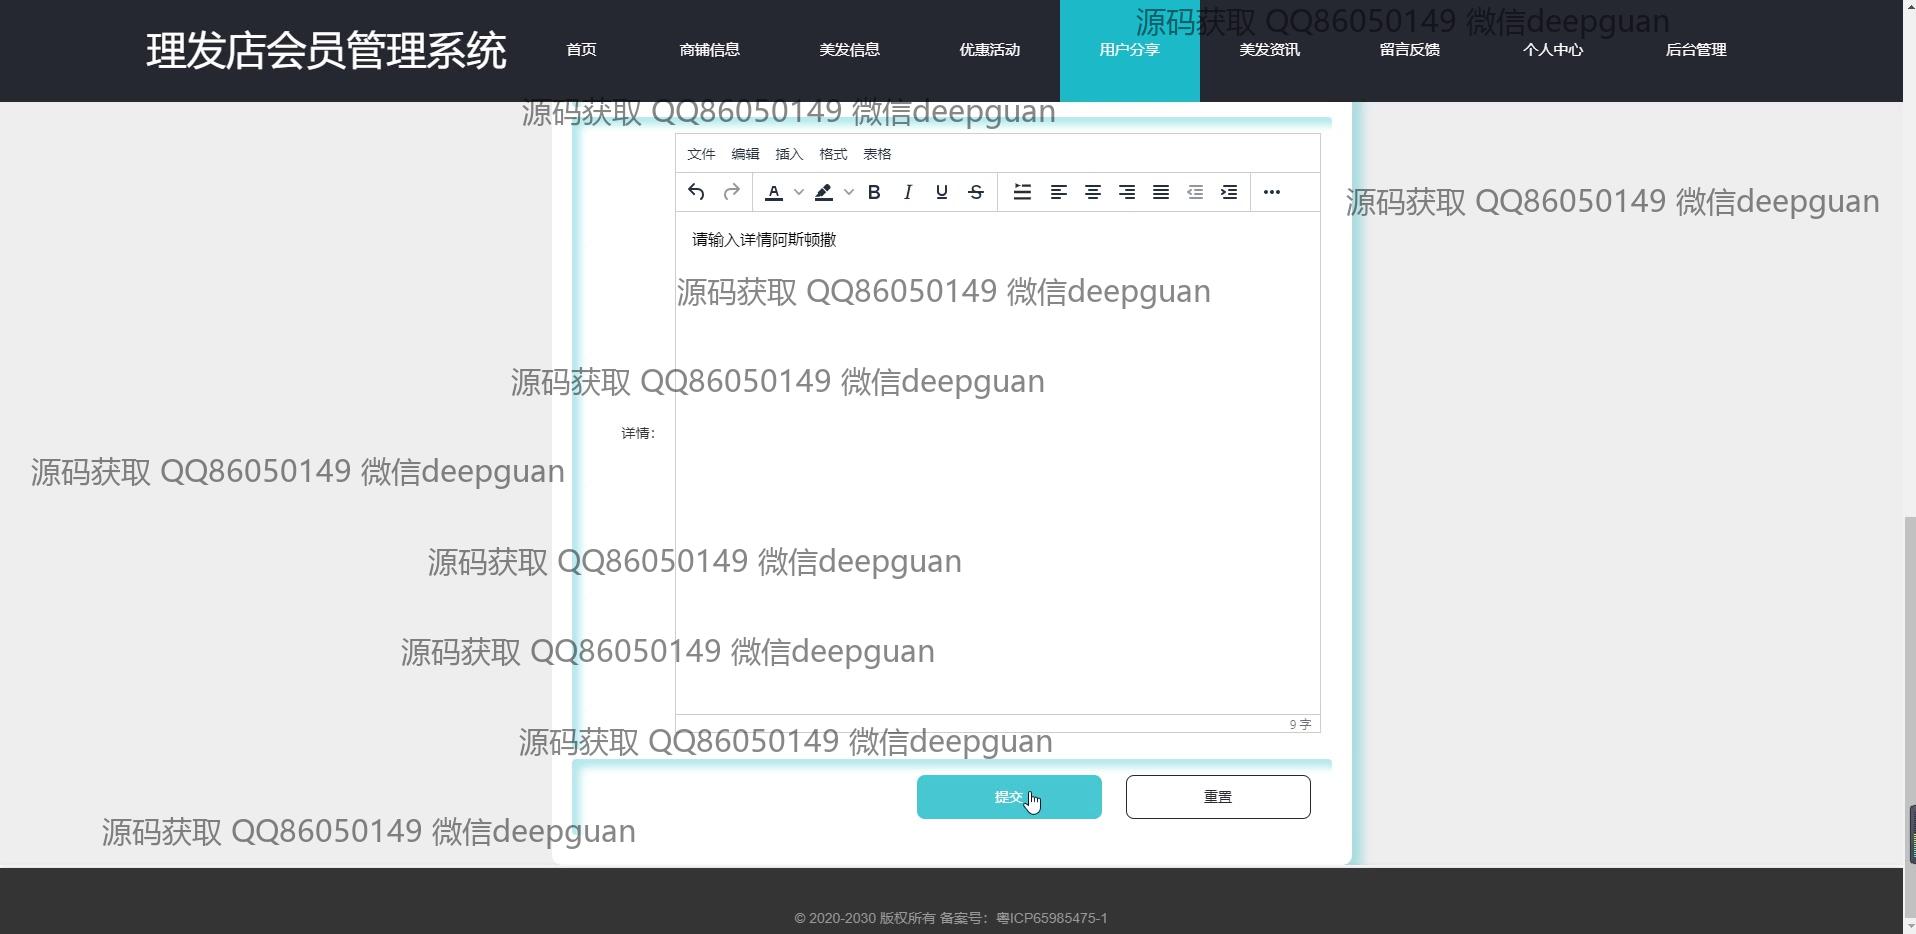 源码获取 QQ86050149 微信deepguan
理发店会员管理系统
首页 商铺信息 美发信息 优惠活动 用户分享 美发资讯 留言反馈 个人中心 后台管理
源码获取 QQ86050149 微信deepguan
文件 编辑 插入 格式 表格
源码获取 QQ86050149 微信deepguan
请输入详情阿斯顿撒
源码获取 QQ86050149 微信deepguan
源码获取 QQ86050149 微信deepguan
详情：
源码获取 QQ86050149 微信deepguan
源码获取 QQ86050149 微信deepguan
源码获取 QQ86050149 微信deepguan
9 字
源码获取 QQ86050149 微信deepguan
提交 重置
源码获取 QQ86050149 微信deepguan
© 2020-2030 版权所有 备案号：粤ICP65985475-1